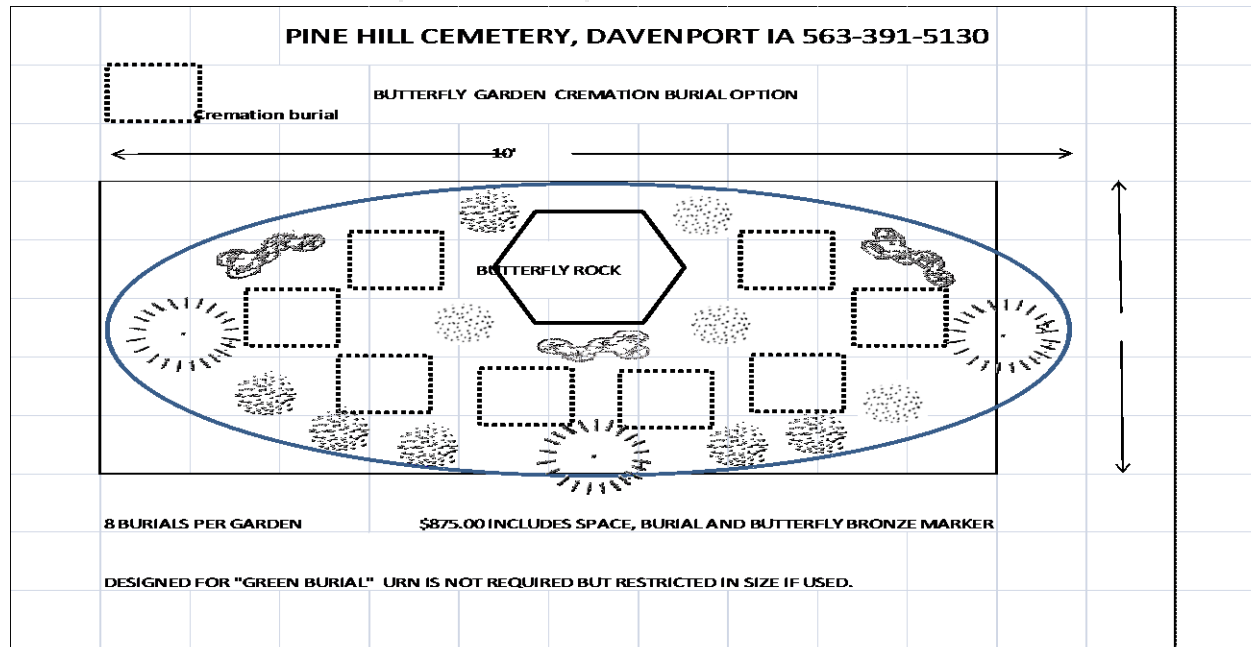 PINE HILL CEMETERY, DAVENPORT IA 563-391-5130
BUTTERFLY GARDEN CREMATION BURIAL OPTION
Cremation burial
10'
BUTTERFLY ROCK
8 BURIALS PER GARDEN
$875.00 INCLUDES SPACE, BURIAL AND BUTTERFLY BRONZE MARKER
DESIGNED FOR "GREEN BURIAL" URN IS NOT REQUIRED BUT RESTRICTED IN SIZE IF USED.